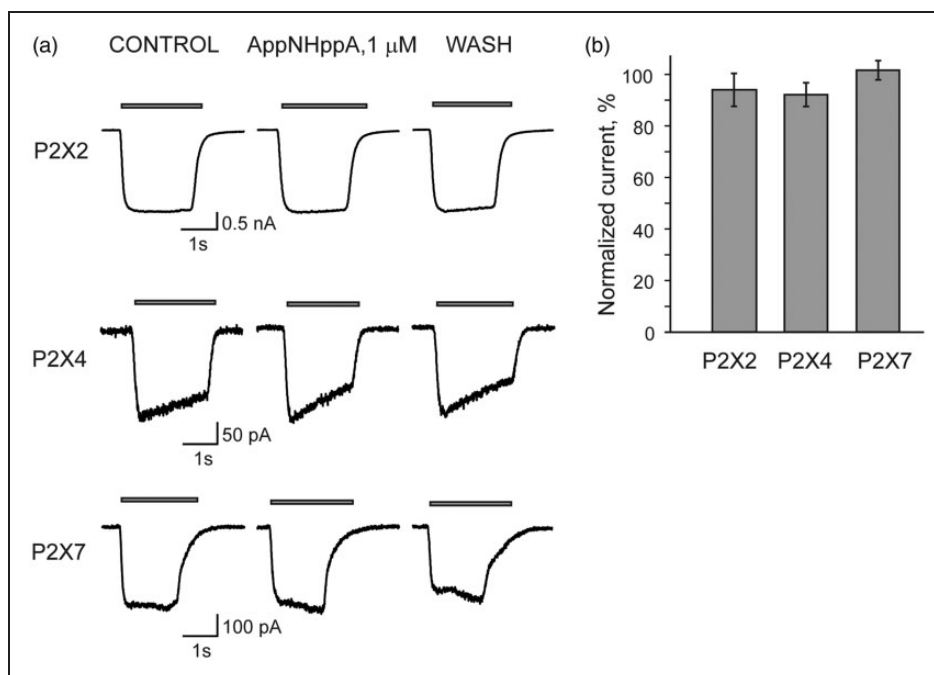 (a) CONTROL AppNHppA,1 μM WASH
P2X2
0.5 nA
1s
P2X4
50 pA
1s
P2X7
100 pA
1s
(b)
Normalized current, %
100
80
60
40
20
0
P2X2 P2X4 P2X7